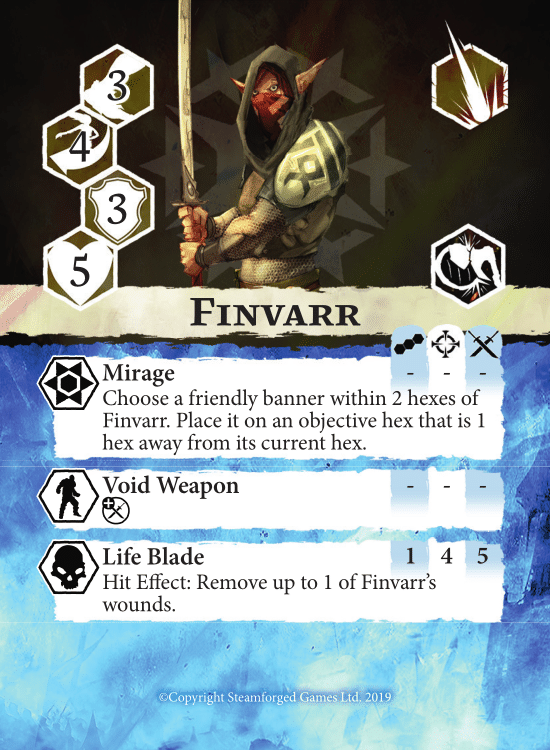 3
4
3
5
FINVARR
Mirage - - -
Choose a friendly banner within 2 hexes of
Finvarr. Place it on an objective hex that is 1
hex away from its current hex.
Void Weapon - - -
Life Blade 1 4 5
Hit Effect: Remove up to 1 of Finvarr’s
wounds.
©Copyright Steamforged Games Ltd, 2019